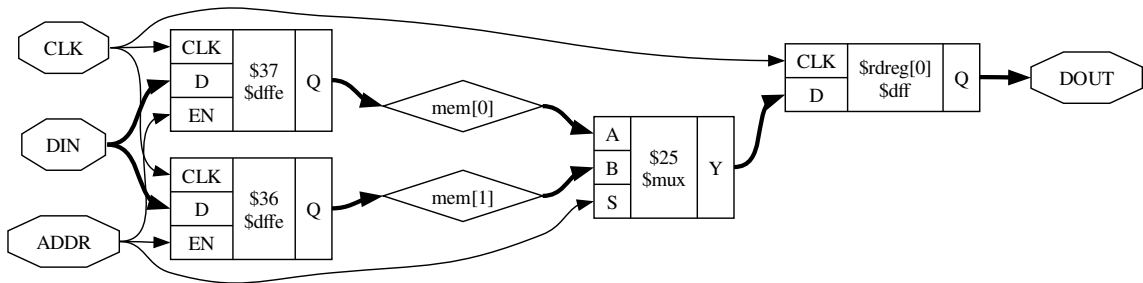 CLK
DIN
ADDR
CLK
D
EN
$37
$dffe
Q
CLK
D
EN
$36
$dffe
Q
mem[0]
mem[1]
A
B
S
$25
$mux
Y
CLK
D
$rdreg[0]
$dff
Q
DOUT